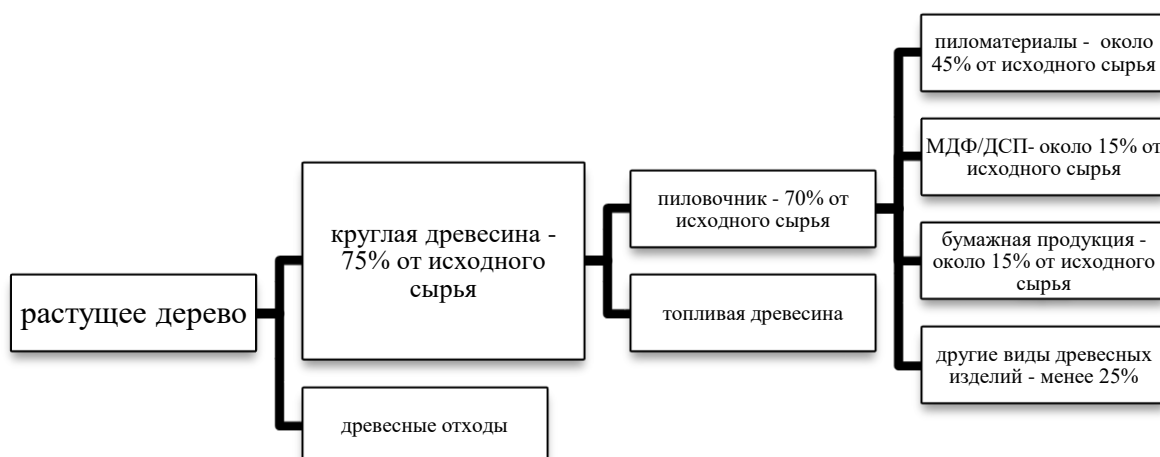 растущее дерево
круглая древесина -
75% от исходного
сырья
древесные отходы
пиловочник - 70% от
исходного сырья
топливая древесина
пиломатериалы - около
45% от исходного сырья
МДФ/ДСП- около 15% от
исходного сырья
бумажная продукция -
около 15% от исходного
сырья
другие виды древесных
изделий - менее 25%